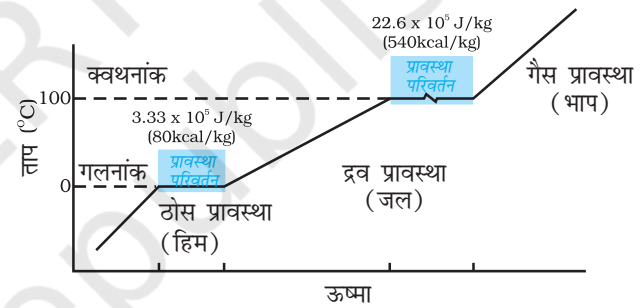 22.6 x 10⁵ J/kg
(540kcal/kg)
प्रावस्था
परिवर्तन
क्वथनांक
गैस प्रावस्था
(भाप)
100
3.33 x 10⁵ J/kg
(80kcal/kg)
ताप (°C)
प्रावस्था
परिवर्तन
गलनांक
द्रव प्रावस्था
(जल)
0
ठोस प्रावस्था
(हिम)
ऊष्मा